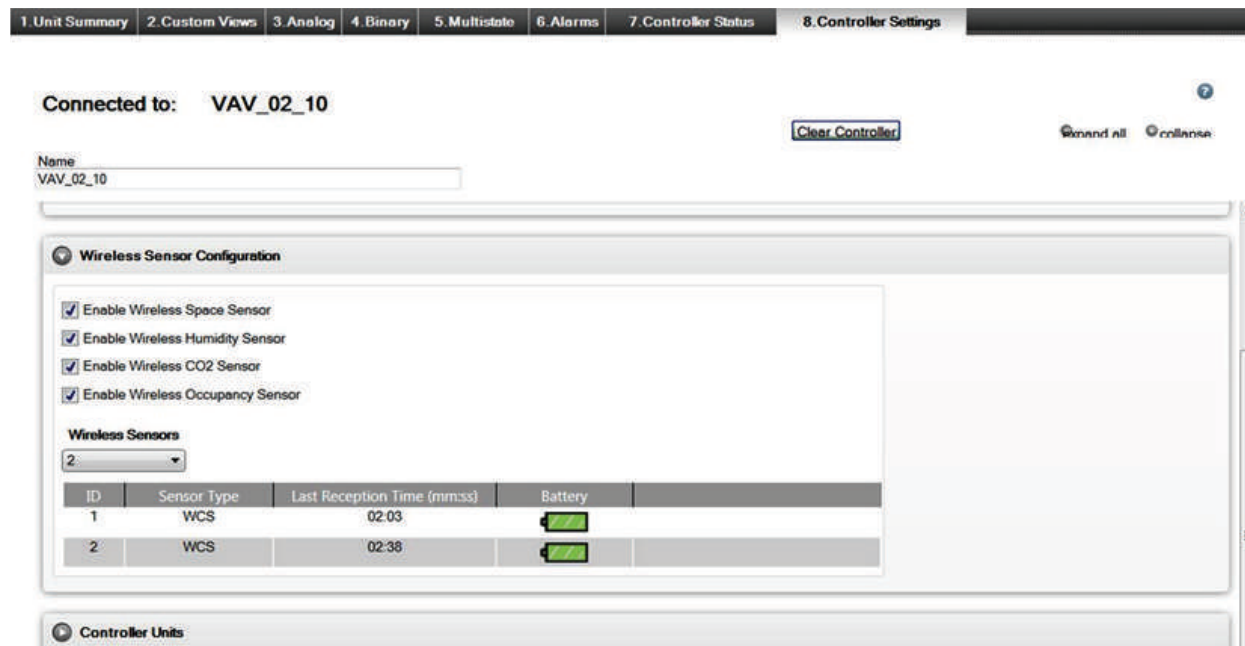 1.Unit Summary 2.Custom Views 3.Analog 4.Binary 5.Multistate 6.Alarms 7.Controller Status 8.Controller Settings
Connected to: VAV_02_10
Clear Controller expand all collapse
Name
VAV_02_10
Wireless Sensor Configuration
Enable Wireless Space Sensor
Enable Wireless Humidity Sensor
Enable Wireless CO2 Sensor
Enable Wireless Occupancy Sensor
Wireless Sensors
2
ID Sensor Type Last Reception Time (mm:ss) Battery
1 WCS 02:03
2 WCS 02:38
Controller Units